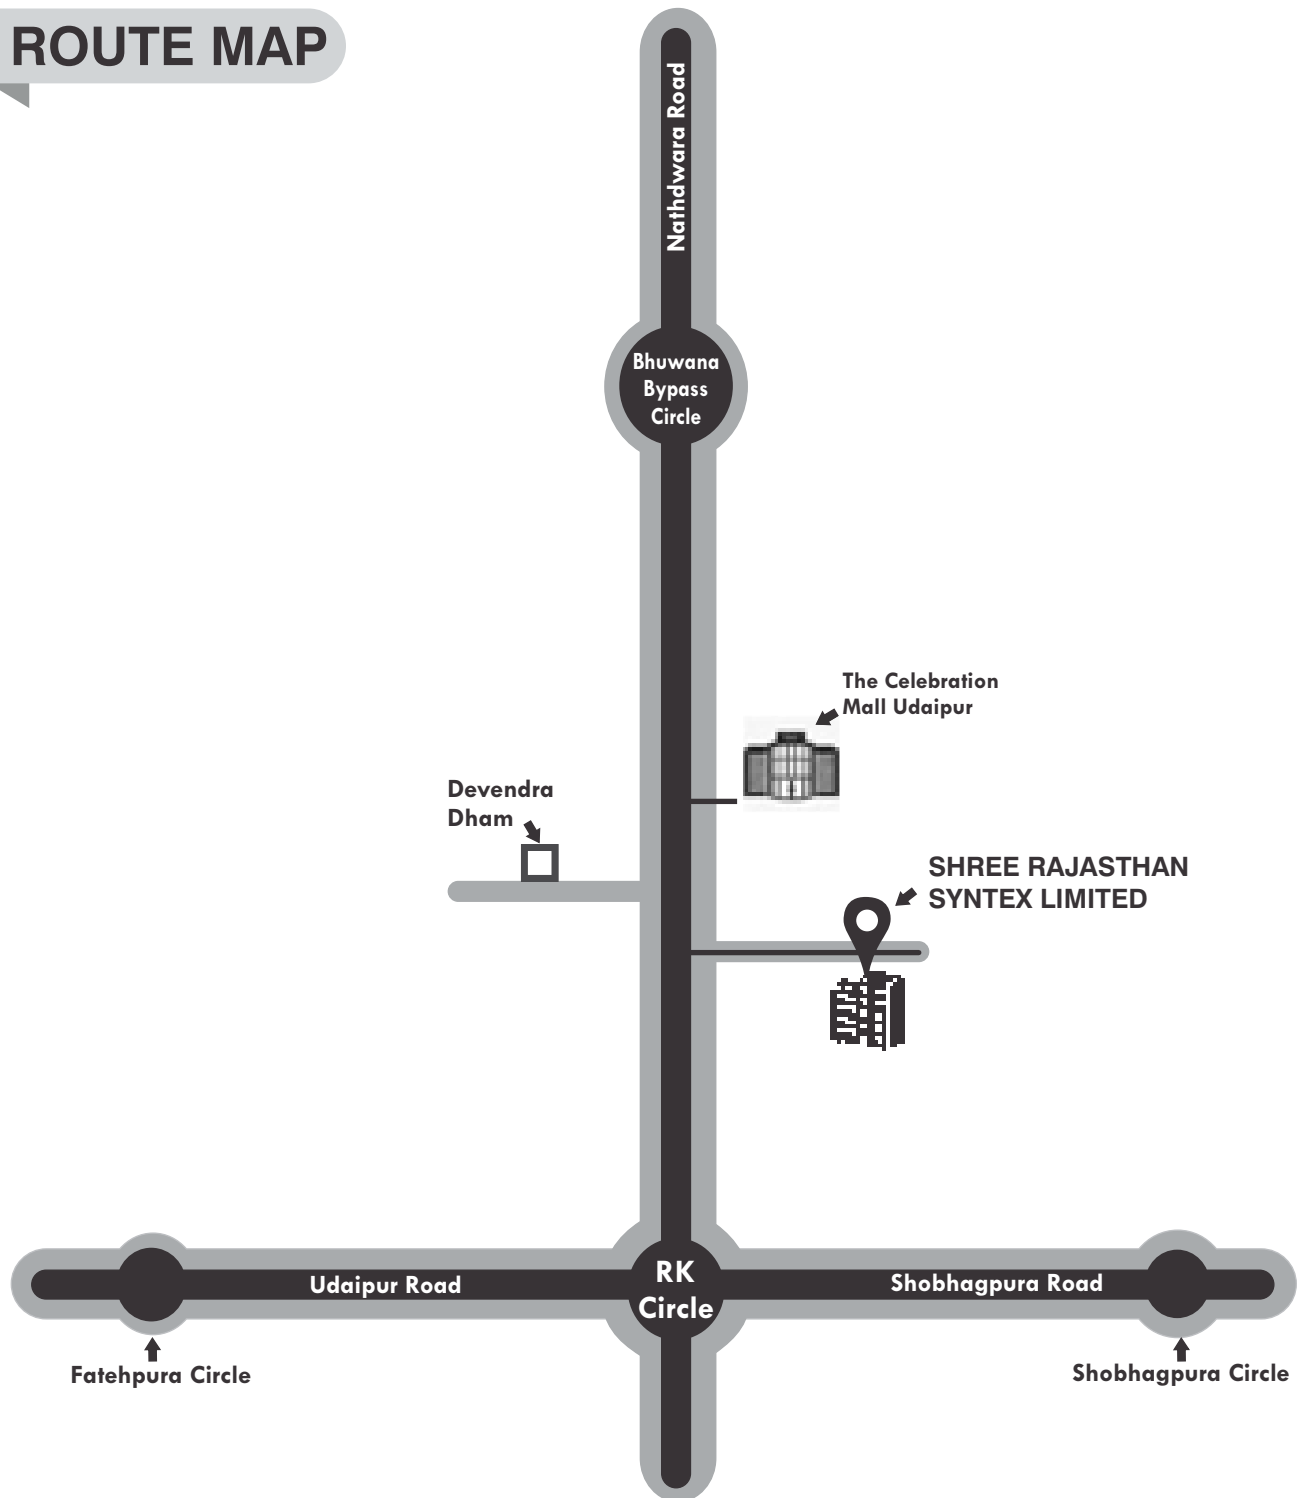 ROUTE MAP
Nathdwara Road
Bhuwana
Bypass
Circle
The Celebration
Mall Udaipur
Devendra
Dham
SHREE RAJASTHAN
SYNTEX LIMITED
RK
Circle
Udaipur Road
Shobhagpura Road
Fatehpura Circle
Shobhagpura Circle